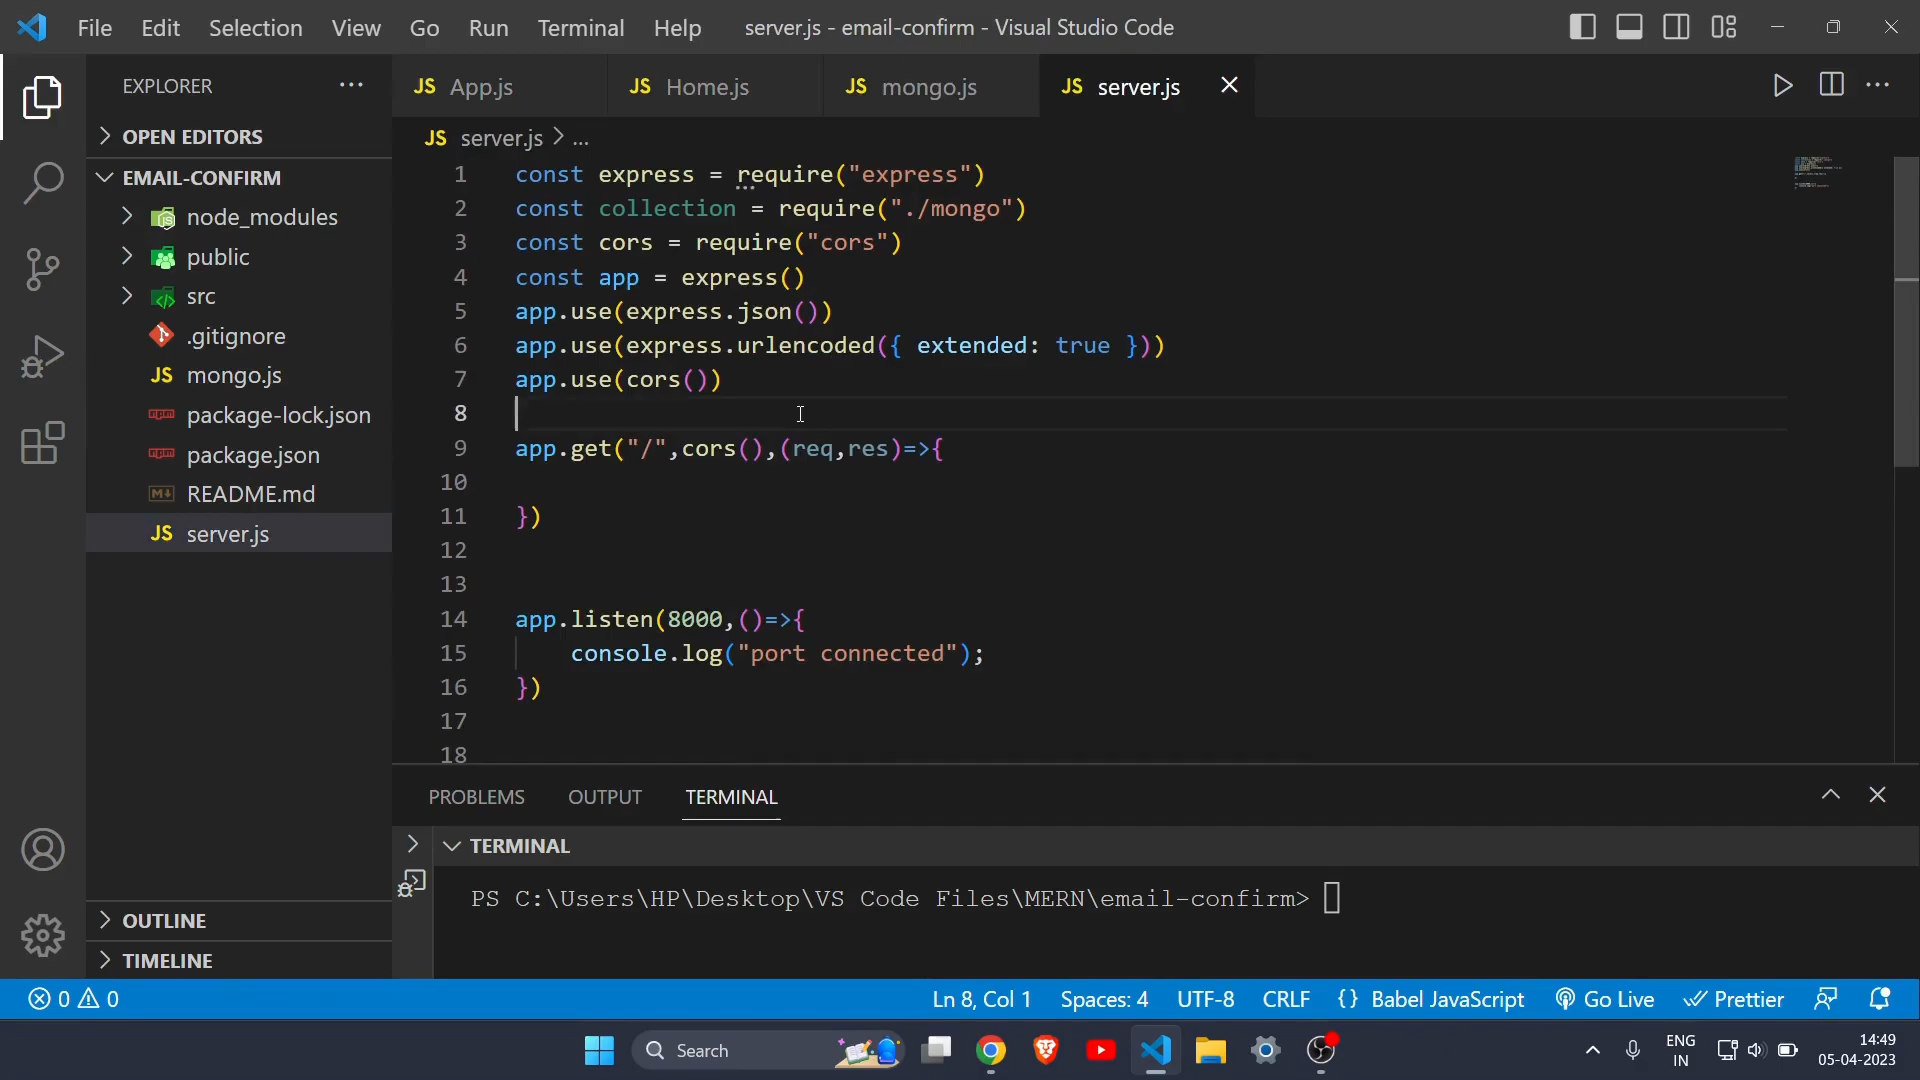 File Edit Selection View Go Run Terminal Help server.js - email-confirm - Visual Studio Code
EXPLORER
JS App.js JS Home.js JS mongo.js JS server.js
OPEN EDITORS
JS server.js > ...
EMAIL-CONFIRM
node_modules
public
src
.gitignore
JS mongo.js
package-lock.json
package.json
README.md
JS server.js
OUTLINE
TIMELINE
1 const express = require("express")
2 const collection = require("./mongo")
3 const cors = require("cors")
4 const app = express()
5 app.use(express.json())
6 app.use(express.urlencoded({ extended: true }))
7 app.use(cors())
8
9 app.get("/",cors(),(req,res)=>{
10
11 })
12
13
14 app.listen(8000,()=>{
15 console.log("port connected");
16 })
17
18
PROBLEMS OUTPUT TERMINAL
TERMINAL
PS C:\Users\HP\Desktop\VS Code Files\MERN\email-confirm>
0 0 Ln 8, Col 1 Spaces: 4 UTF-8 CRLF {} Babel JavaScript Go Live Prettier
Search
ENG
IN
14:49
05-04-2023